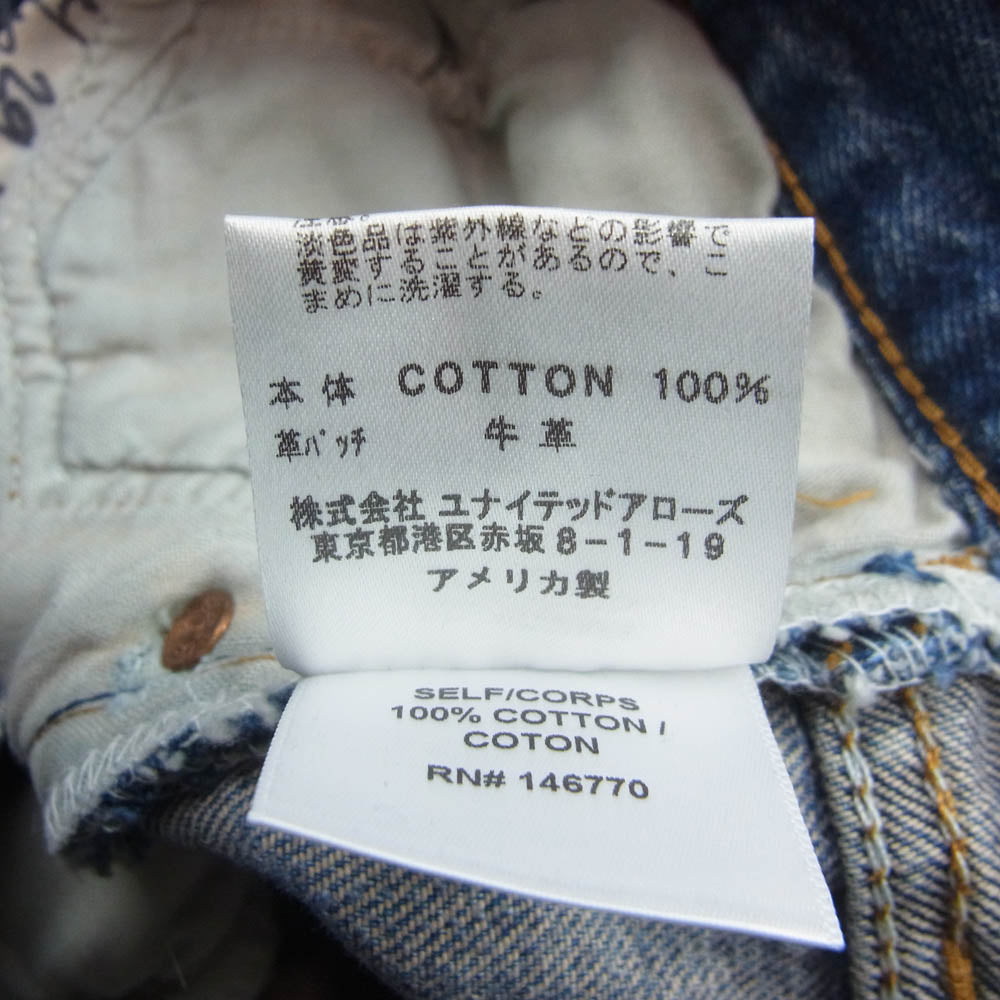 29
淡色品は紫外線などの影響で
黄変することがあるので、こ
まめに洗濯する。
本体 COTTON 100%
革パッチ 牛革
株式会社 ユナイテッドアローズ
東京都港区赤坂8-1-19
アメリカ製
SELF/CORPS
100% COTTON /
COTON
RN# 146770